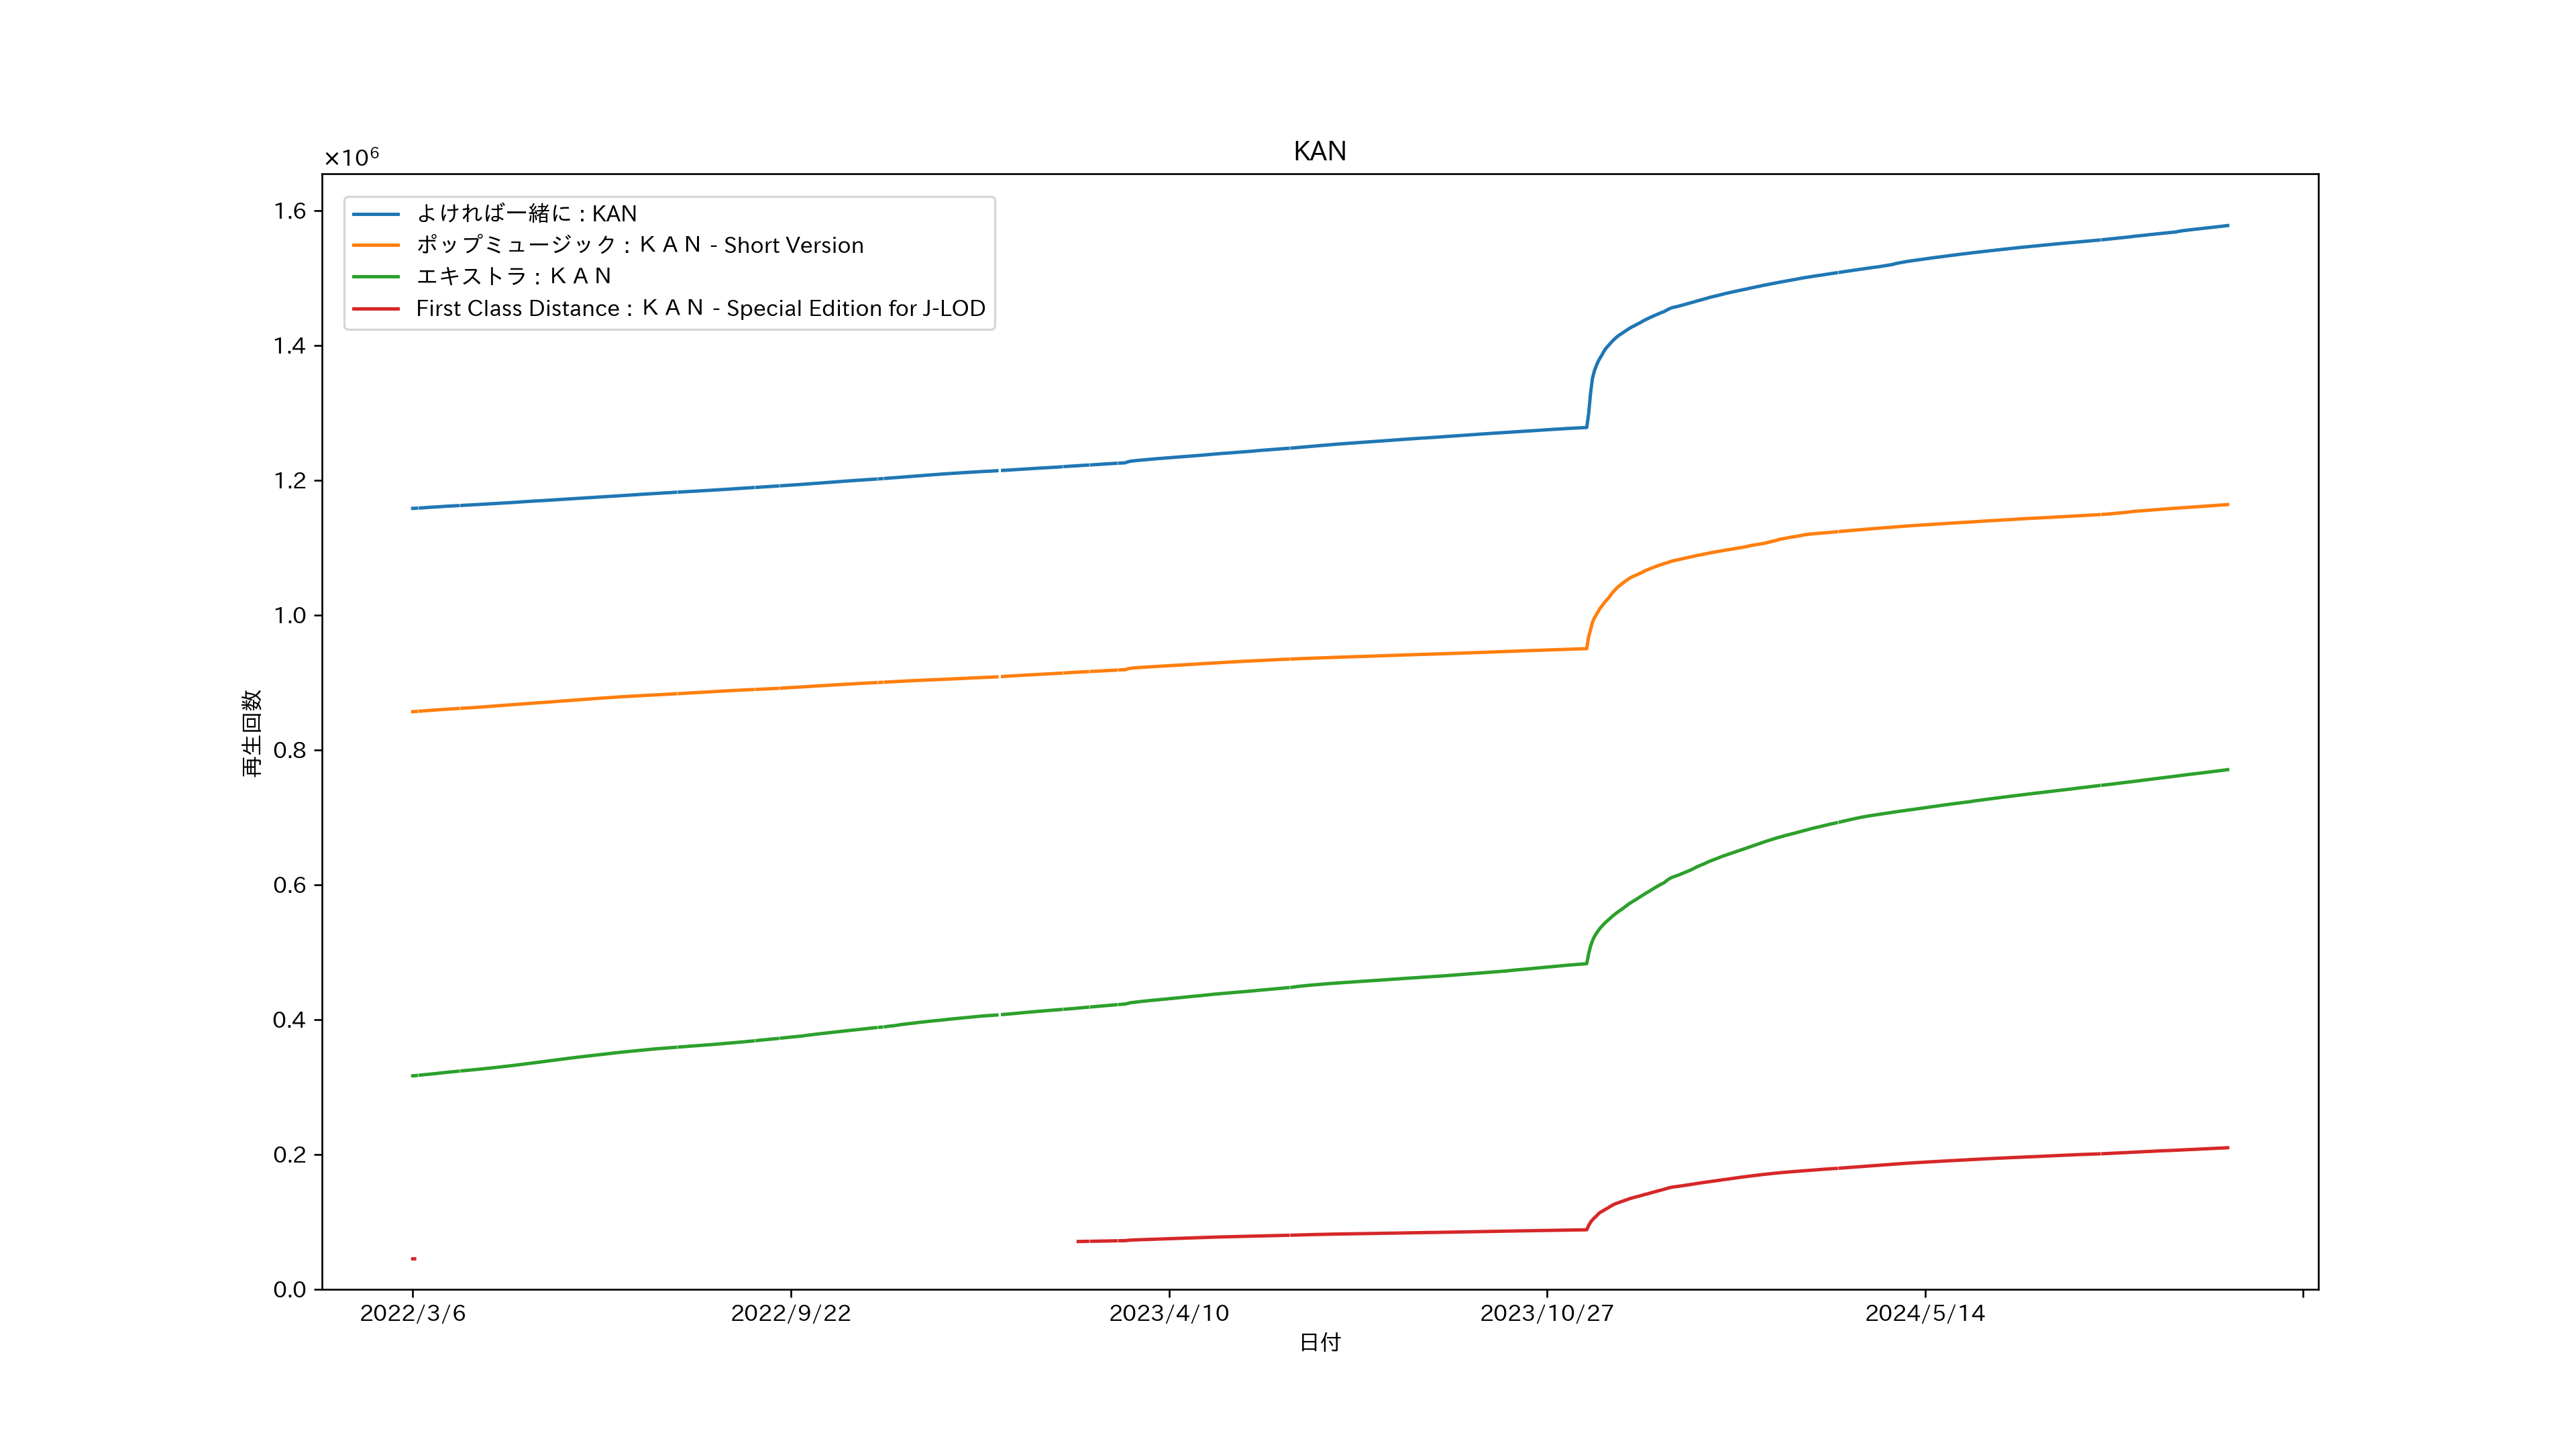 KAN
×10⁶
よければ一緒に : KAN
ポップミュージック : ＫＡＮ - Short Version
エキストラ : ＫＡＮ
First Class Distance : ＫＡＮ - Special Edition for J-LOD
1.6
1.4
1.2
1.0
0.8
0.6
0.4
0.2
0.0
再生回数
2022/3/6
2022/9/22
2023/4/10
2023/10/27
2024/5/14
日付